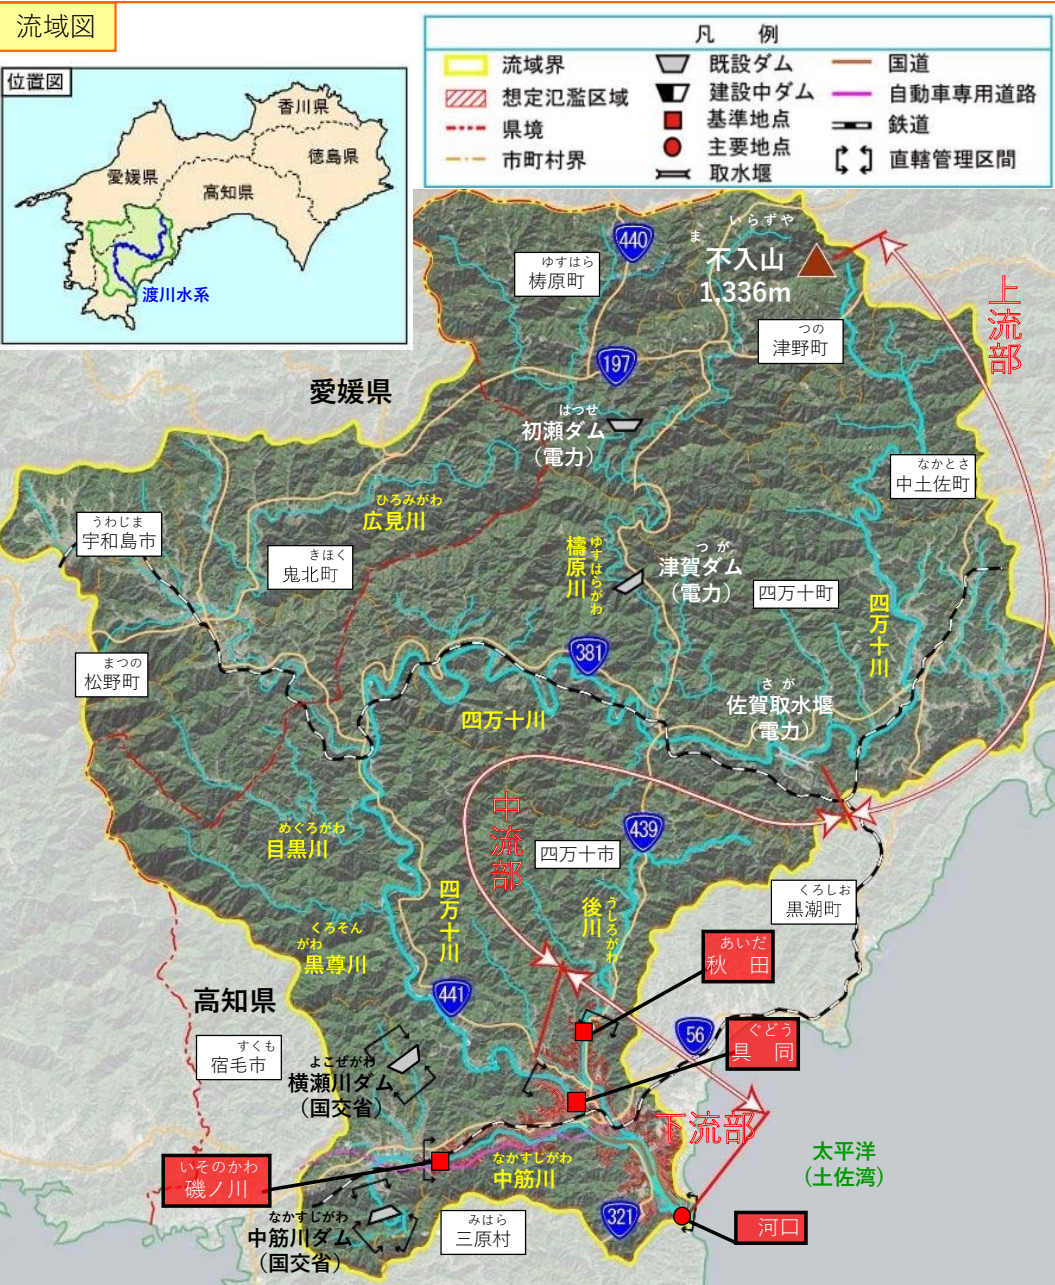 流域図
位置図
香川県
徳島県
愛媛県
高知県
渡川水系
凡 例
流域界
想定氾濫区域
県境
市町村界
既設ダム
建設中ダム
基準地点
主要地点
取水堰
国道
自動車専用道路
鉄道
直轄管理区間
440
いらずや
ま
不入山
1,336m
ゆすはら
梼原町
つの
津野町
上流部
197
愛媛県
はつせ
初瀬ダム
(電力)
なかとさ
中土佐町
ひろみがわ
広見川
うわじま
宇和島市
きほく
鬼北町
ゆすはらがわ
檮原川
つが
津賀ダム
(電力)
四万十町
四万十川
381
まつの
松野町
四万十川
さが
佐賀取水堰
(電力)
中流部
439
めぐろがわ
目黒川
四万十市
四万十川
うしろがわ
後川
くろしお
黒潮町
くろそん
がわ
黒尊川
あいだ
秋 田
高知県
441
56
ぐどう
具 同
すくも
宿毛市
よこぜがわ
横瀬川ダム
(国交省)
下流部
太平洋
(土佐湾)
いそのかわ
磯ノ川
なかすじがわ
中筋川
なかすじがわ
中筋川ダム
(国交省)
みはら
三原村
321
河口